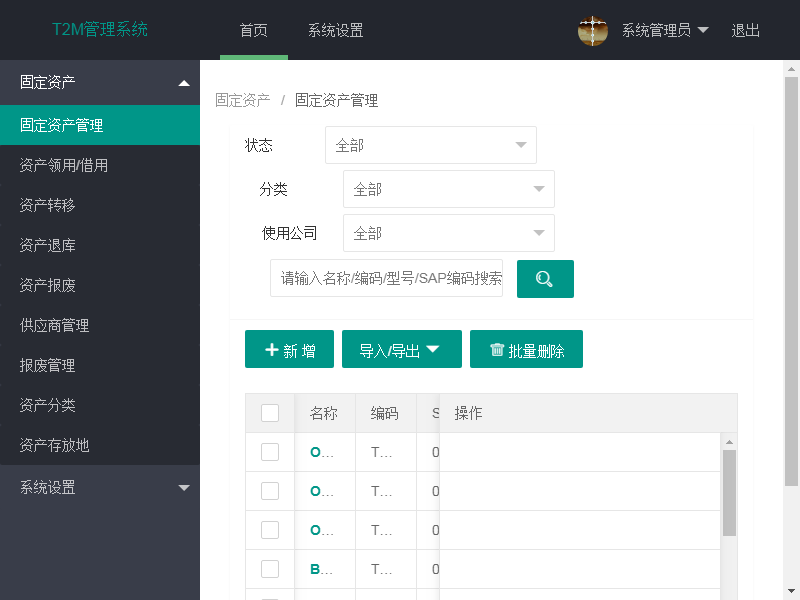 T2M管理系统 首页 系统设置 系统管理员 退出
固定资产
固定资产管理
资产领用/借用
资产转移
资产退库
资产报废
供应商管理
报废管理
资产分类
资产存放地
系统设置
固定资产 / 固定资产管理
状态 全部
分类 全部
使用公司 全部
请输入名称/编码/型号/SAP编码搜索
新增 导入/导出 批量删除
名称 编码 S 操作
O... T... 0
O... T... 0
O... T... 0
B... T... 0